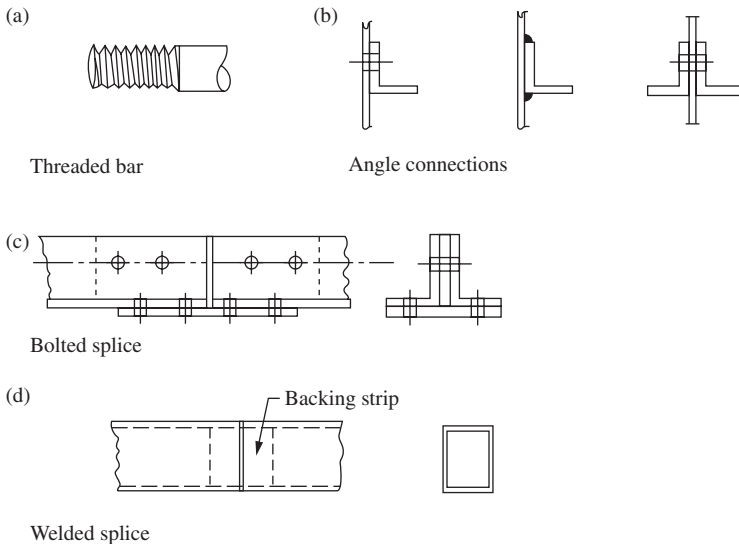 (a)
(b)
Threaded bar
Angle connections
(c)
Bolted splice
(d)
Backing strip
Welded splice